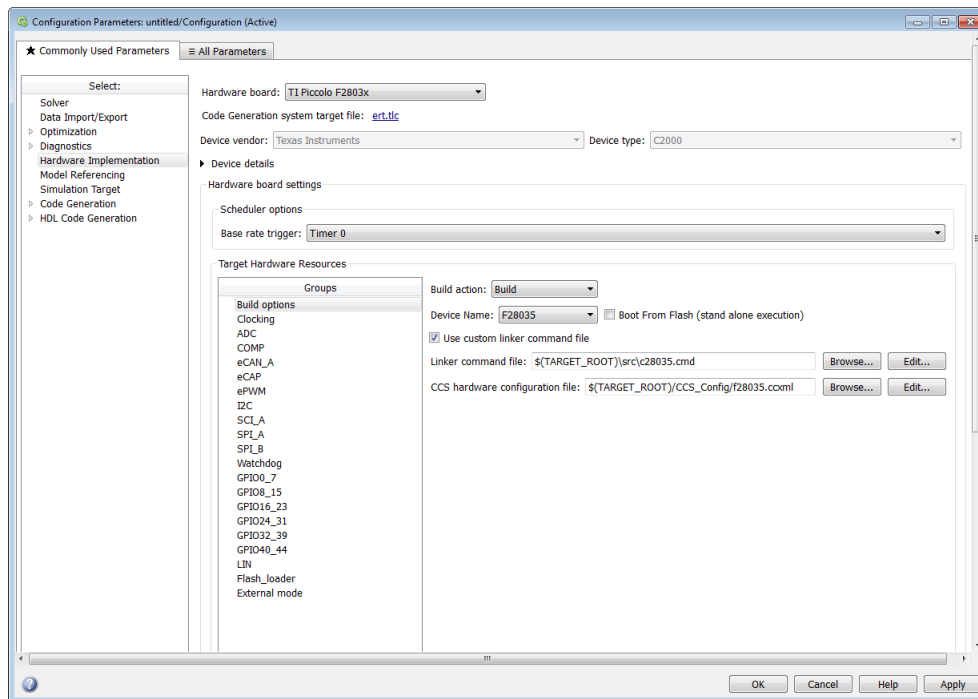 Configuration Parameters: untitled/Configuration (Active)
★ Commonly Used Parameters
≡ All Parameters
Select:
Solver
Data Import/Export
Optimization
Diagnostics
Hardware Implementation
Model Referencing
Simulation Target
Code Generation
HDL Code Generation
Hardware board: TI Piccolo F2803x
Code Generation system target file: ert.tlc
Device vendor: Texas Instruments Device type: C2000
Device details
Hardware board settings
Scheduler options
Base rate trigger: Timer 0
Target Hardware Resources
Groups
Build options
Clocking
ADC
COMP
eCAN_A
eCAP
ePWM
I2C
SCI_A
SPI_A
SPI_B
Watchdog
GPIO0_7
GPIO8_15
GPIO16_23
GPIO24_31
GPIO32_39
GPIO40_44
LIN
Flash_loader
External mode
Build action: Build
Device Name: F28035 Boot From Flash (stand alone execution)
Use custom linker command file
Linker command file: $(TARGET_ROOT)\src\c28035.cmd Browse... Edit...
CCS hardware configuration file: $(TARGET_ROOT)/CCS_Config/f28035.ccxml Browse... Edit...
OK Cancel Help Apply